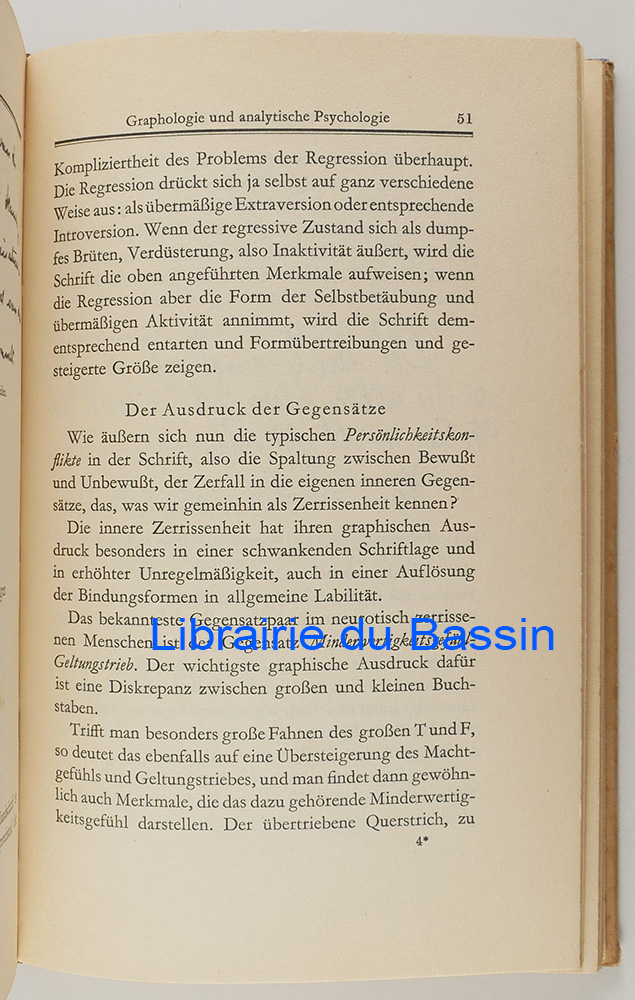 Graphologie und analytische Psychologie 51
Kompliziertheit des Problems der Regression überhaupt.
Die Regression drückt sich ja selbst auf ganz verschiedene
Weise aus: als übermäßige Extraversion oder entsprechende
Introversion. Wenn der regressive Zustand sich als dump-
fes Brüten, Verdüsterung, also Inaktivität äußert, wird die
Schrift die oben angeführten Merkmale aufweisen; wenn
die Regression aber die Form der Selbstbetäubung und
übermäßigen Aktivität annimmt, wird die Schrift dem-
entsprechend entarten und Formübertreibungen und ge-
steigerte Größe zeigen.
Der Ausdruck der Gegensätze
Wie äußern sich nun die typischen Persönlichkeitskon-
flikte in der Schrift, also die Spaltung zwischen Bewußt
und Unbewußt, der Zerfall in die eigenen inneren Gegen-
sätze, das, was wir gemeinhin als Zerrissenheit kennen?
Die innere Zerrissenheit hat ihren graphischen Aus-
druck besonders in einer schwankenden Schriftlage und
in erhöhter Unregelmäßigkeit, auch in einer Auflösung
der Bindungsformen in allgemeine Labilität.
Das bekannteste Gegensatzpaar im neurotisch zerrisse-
nen Menschen ist der Gegensatz Minderwertigkeitsgefühl-
Geltungstrieb. Der wichtigste graphische Ausdruck dafür
ist eine Diskrepanz zwischen großen und kleinen Buch-
staben.
Trifft man besonders große Fahnen des großen T und F,
so deutet das ebenfalls auf eine Übersteigerung des Macht-
gefühls und Geltungstriebes, und man findet dann gewöhn-
lich auch Merkmale, die das dazu gehörende Minderwertig-
keitsgefühl darstellen. Der übertriebene Querstrich, zu
4*
Librairie du Bassin